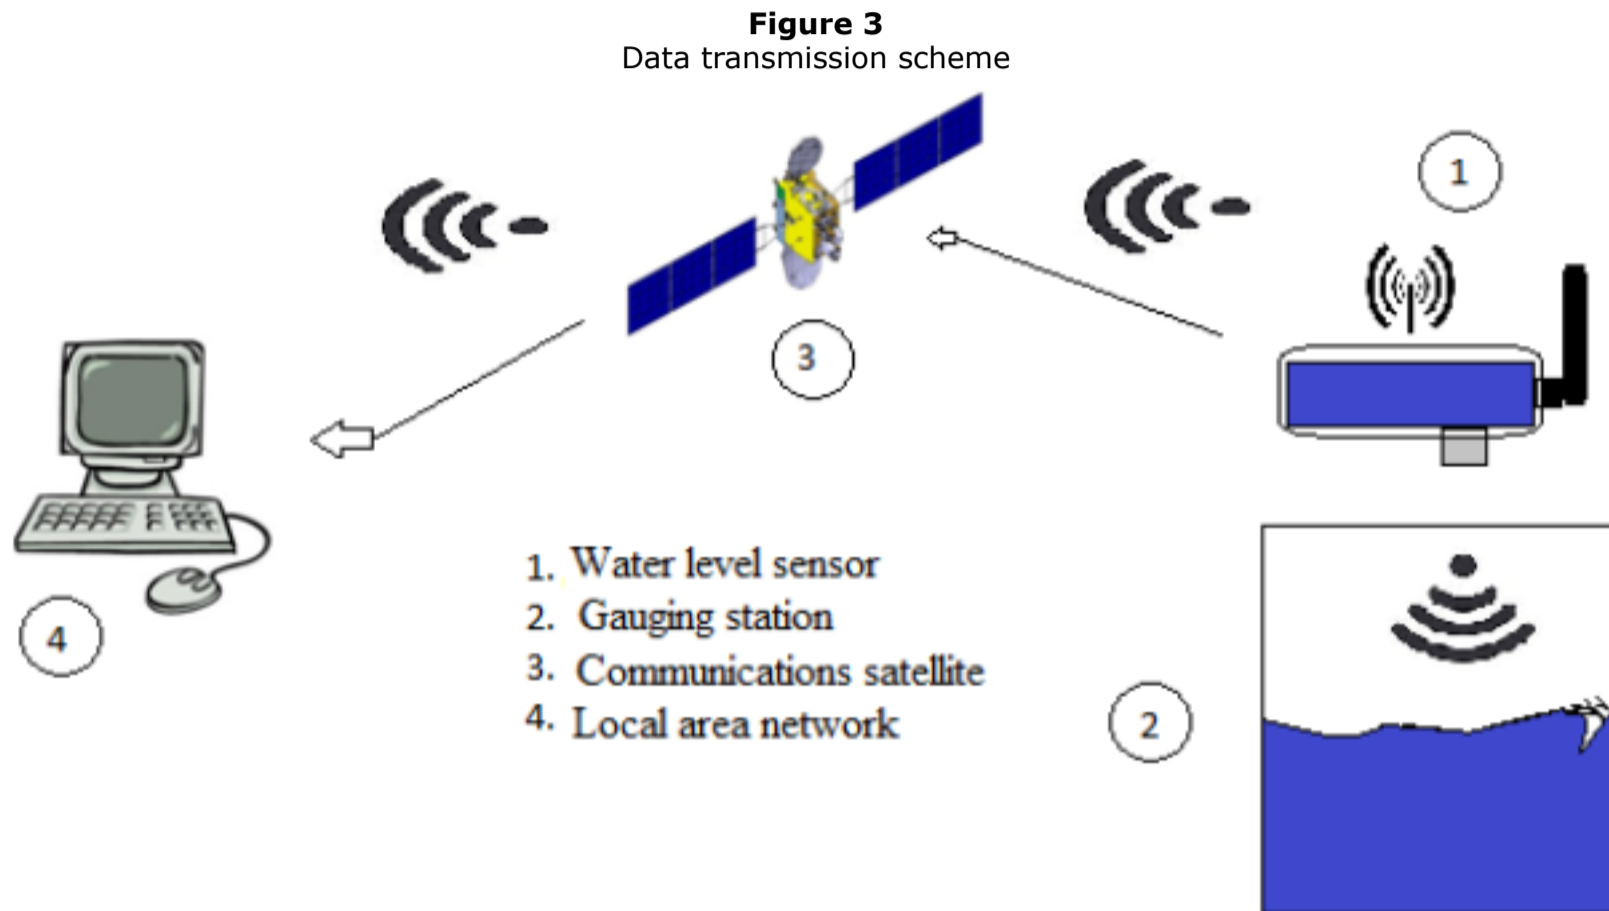 Figure 3
Data transmission scheme
1
3
4
1. Water level sensor
2. Gauging station
3. Communications satellite
4. Local area network
2